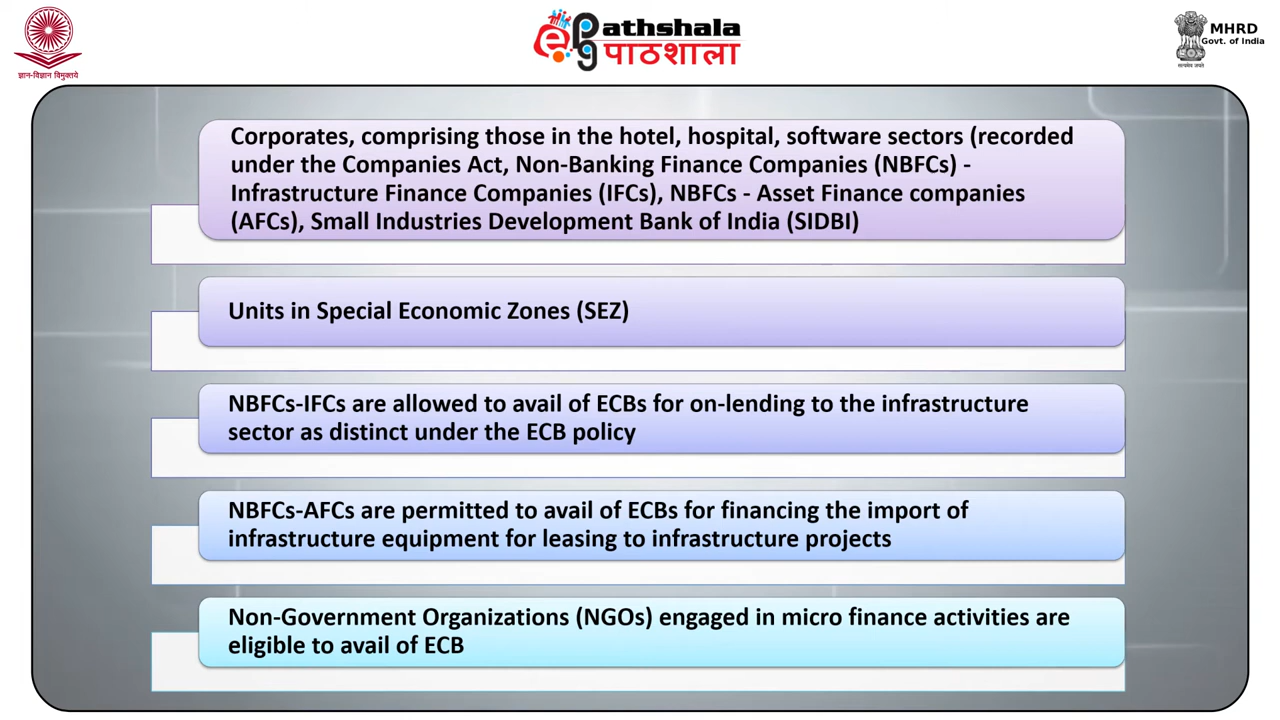 ज्ञान-विज्ञान विमुक्तये
epg
athshala
पाठशाला
MHRD
Govt. of India
सत्यमेव जयते
Corporates, comprising those in the hotel, hospital, software sectors (recorded
under the Companies Act, Non-Banking Finance Companies (NBFCs) -
Infrastructure Finance Companies (IFCs), NBFCs - Asset Finance companies
(AFCs), Small Industries Development Bank of India (SIDBI)
Units in Special Economic Zones (SEZ)
NBFCs-IFCs are allowed to avail of ECBs for on-lending to the infrastructure
sector as distinct under the ECB policy
NBFCs-AFCs are permitted to avail of ECBs for financing the import of
infrastructure equipment for leasing to infrastructure projects
Non-Government Organizations (NGOs) engaged in micro finance activities are
eligible to avail of ECB